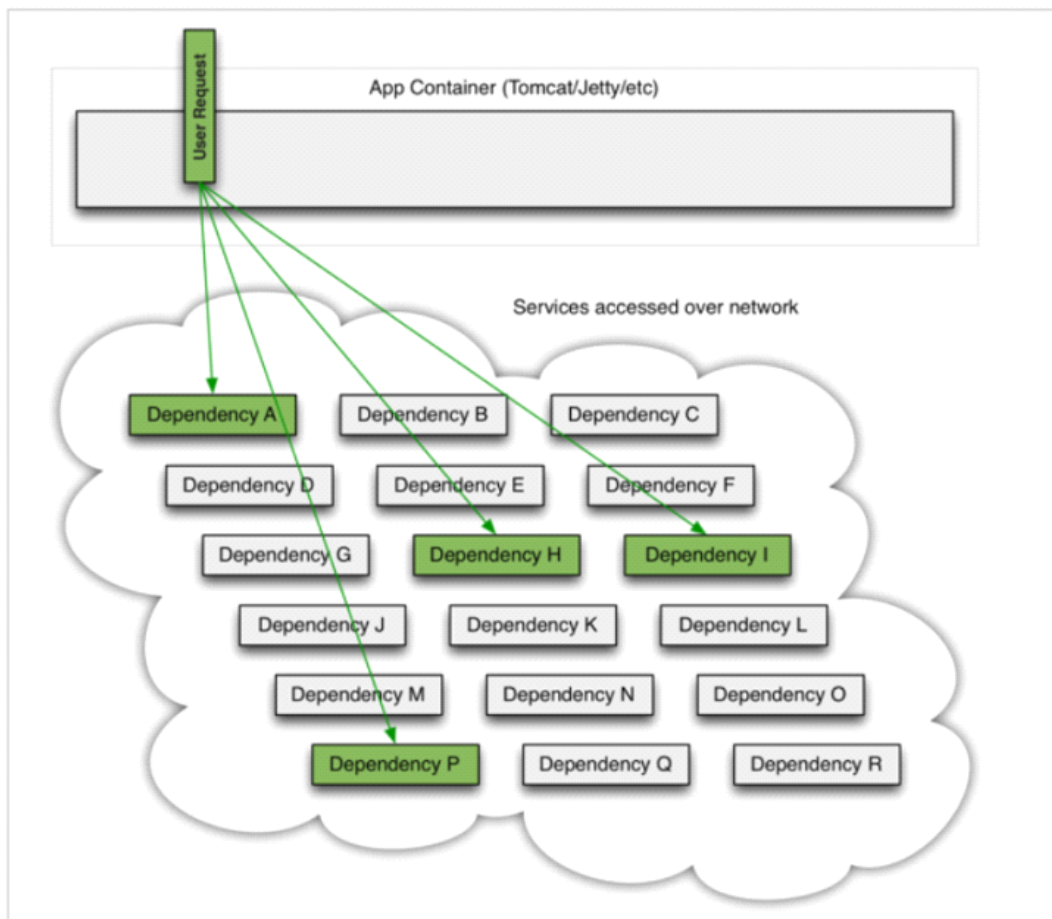 User Request
App Container (Tomcat/Jetty/etc)
Services accessed over network
Dependency A
Dependency B
Dependency C
Dependency D
Dependency E
Dependency F
Dependency G
Dependency H
Dependency I
Dependency J
Dependency K
Dependency L
Dependency M
Dependency N
Dependency O
Dependency P
Dependency Q
Dependency R